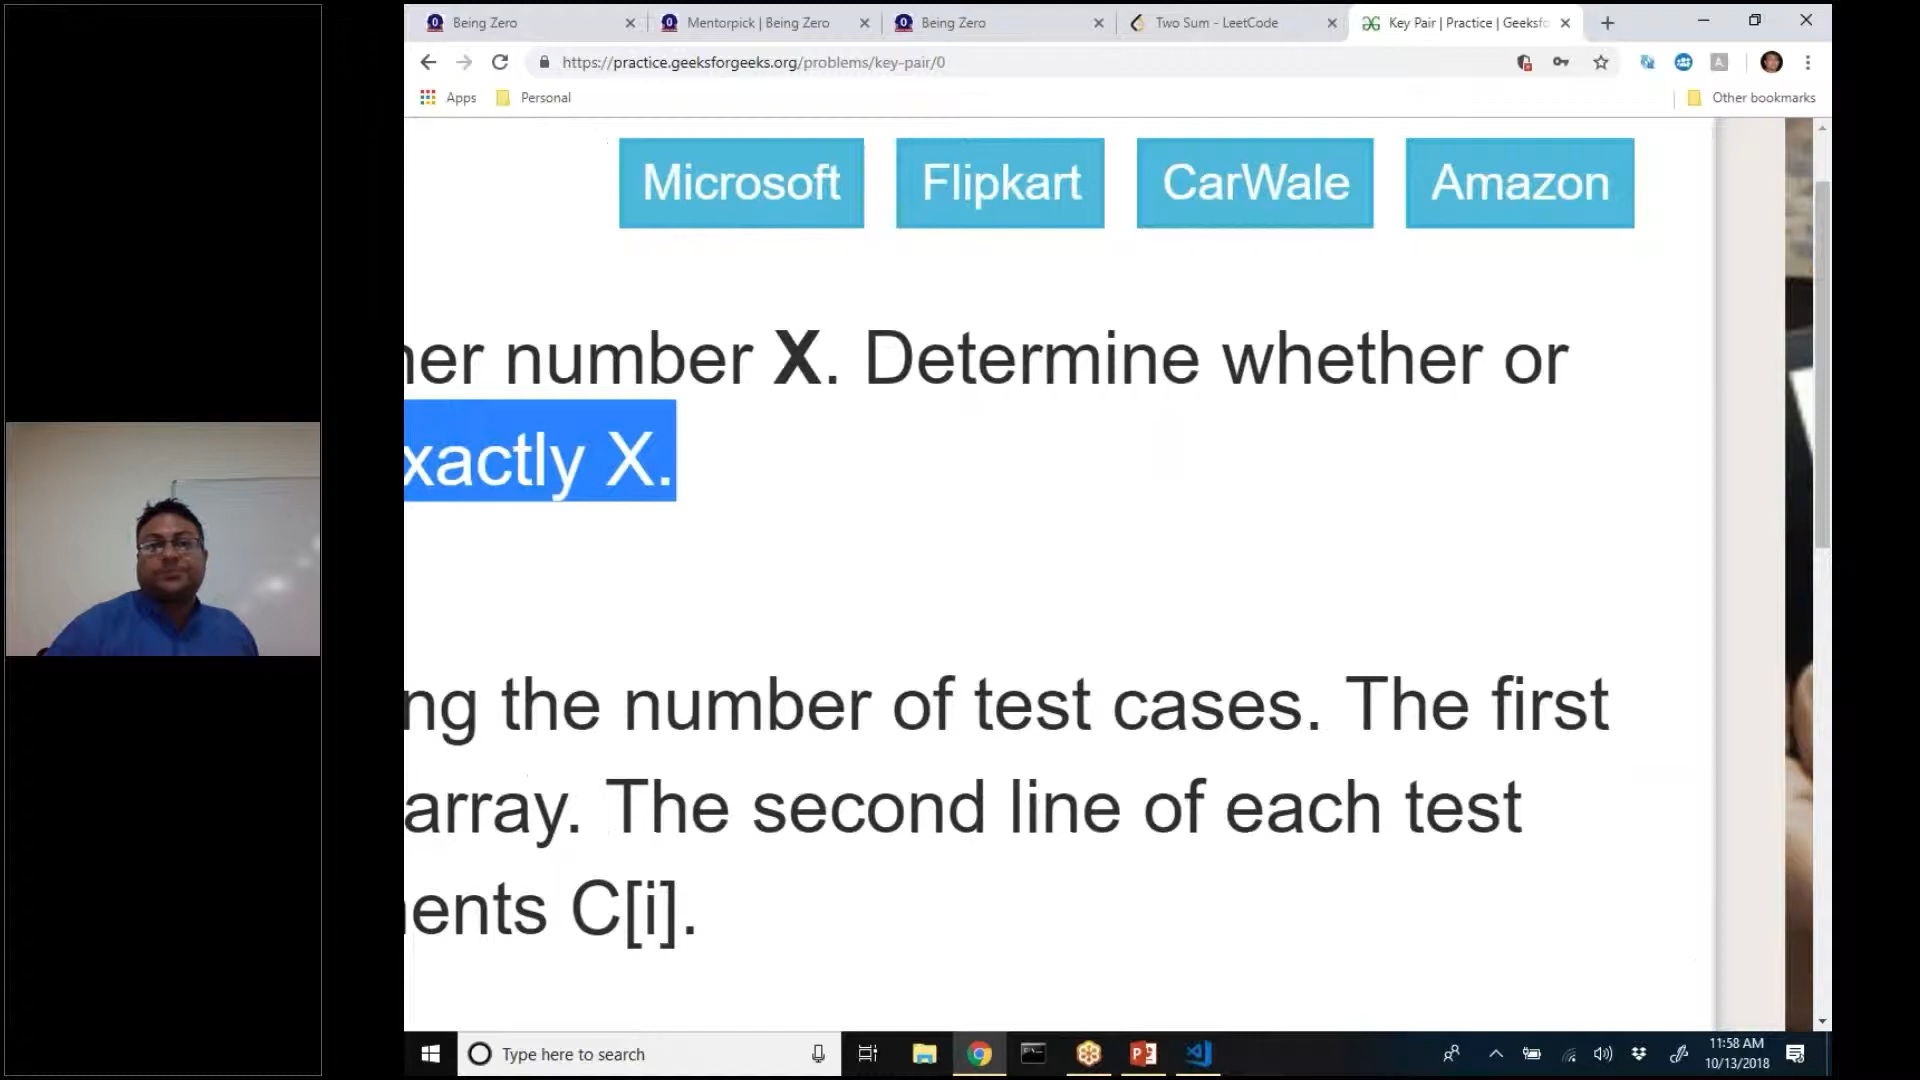 Being Zero
Mentorpick | Being Zero
Being Zero
Two Sum - LeetCode
Key Pair | Practice | Geeksfo
https://practice.geeksforgeeks.org/problems/key-pair/0
Apps
Personal
Other bookmarks
Microsoft
Flipkart
CarWale
Amazon
ner number X. Determine whether or
xactly X.
ng the number of test cases. The first
array. The second line of each test
ents C[i].
Type here to search
11:58 AM
10/13/2018